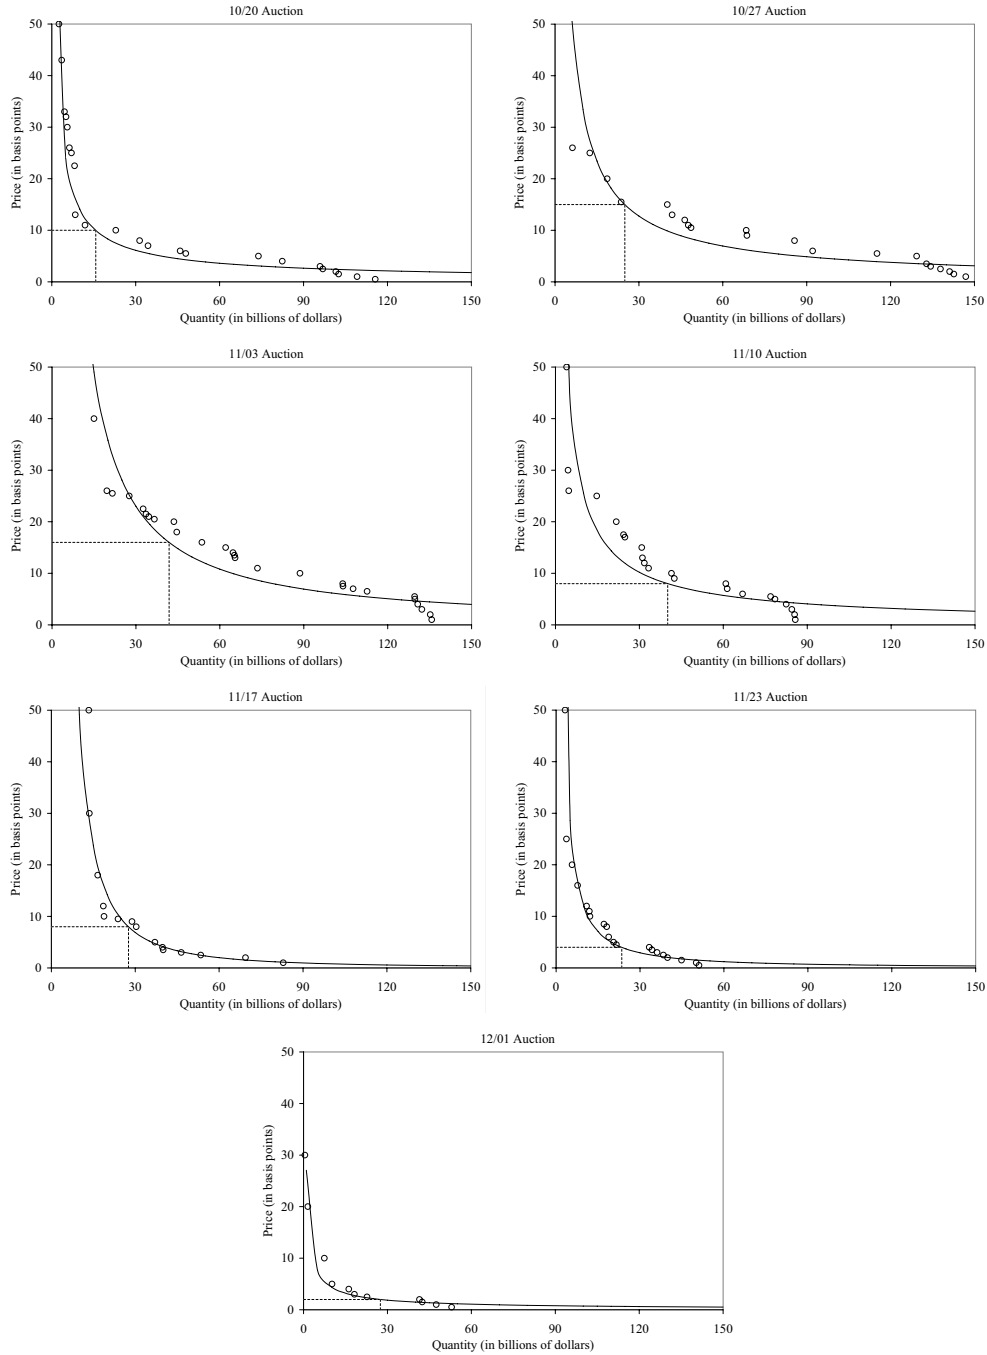 10/20 Auction
50
40
30
20
10
0
Price (in basis points)
0 30 60 90 120 150
Quantity (in billions of dollars)
10/27 Auction
50
40
30
20
10
0
Price (in basis points)
0 30 60 90 120 150
Quantity (in billions of dollars)
11/03 Auction
50
40
30
20
10
0
Price (in basis points)
0 30 60 90 120 150
Quantity (in billions of dollars)
11/10 Auction
50
40
30
20
10
0
Price (in basis points)
0 30 60 90 120 150
Quantity (in billions of dollars)
11/17 Auction
50
40
30
20
10
0
Price (in basis points)
0 30 60 90 120 150
Quantity (in billions of dollars)
11/23 Auction
50
40
30
20
10
0
Price (in basis points)
0 30 60 90 120 150
Quantity (in billions of dollars)
12/01 Auction
50
40
30
20
10
0
Price (in basis points)
0 30 60 90 120 150
Quantity (in billions of dollars)